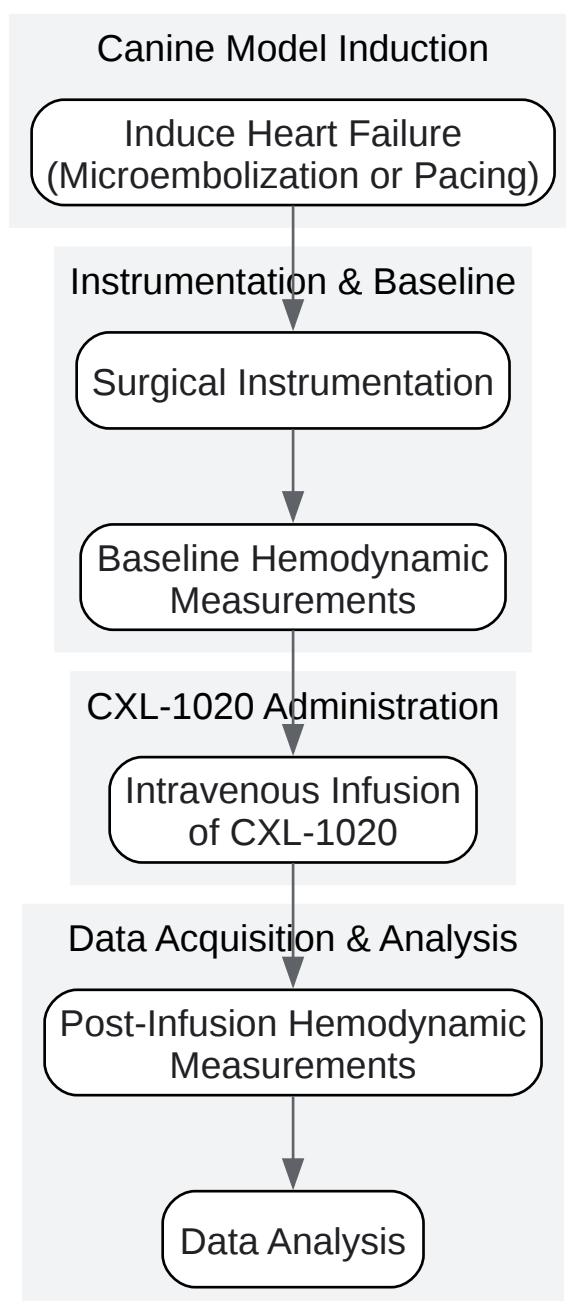 Canine Model Induction
Induce Heart Failure
(Microembolization or Pacing)
Instrumentation & Baseline
Surgical Instrumentation
Baseline Hemodynamic
Measurements
CXL-1020 Administration
Intravenous Infusion
of CXL-1020
Data Acquisition & Analysis
Post-Infusion Hemodynamic
Measurements
Data Analysis